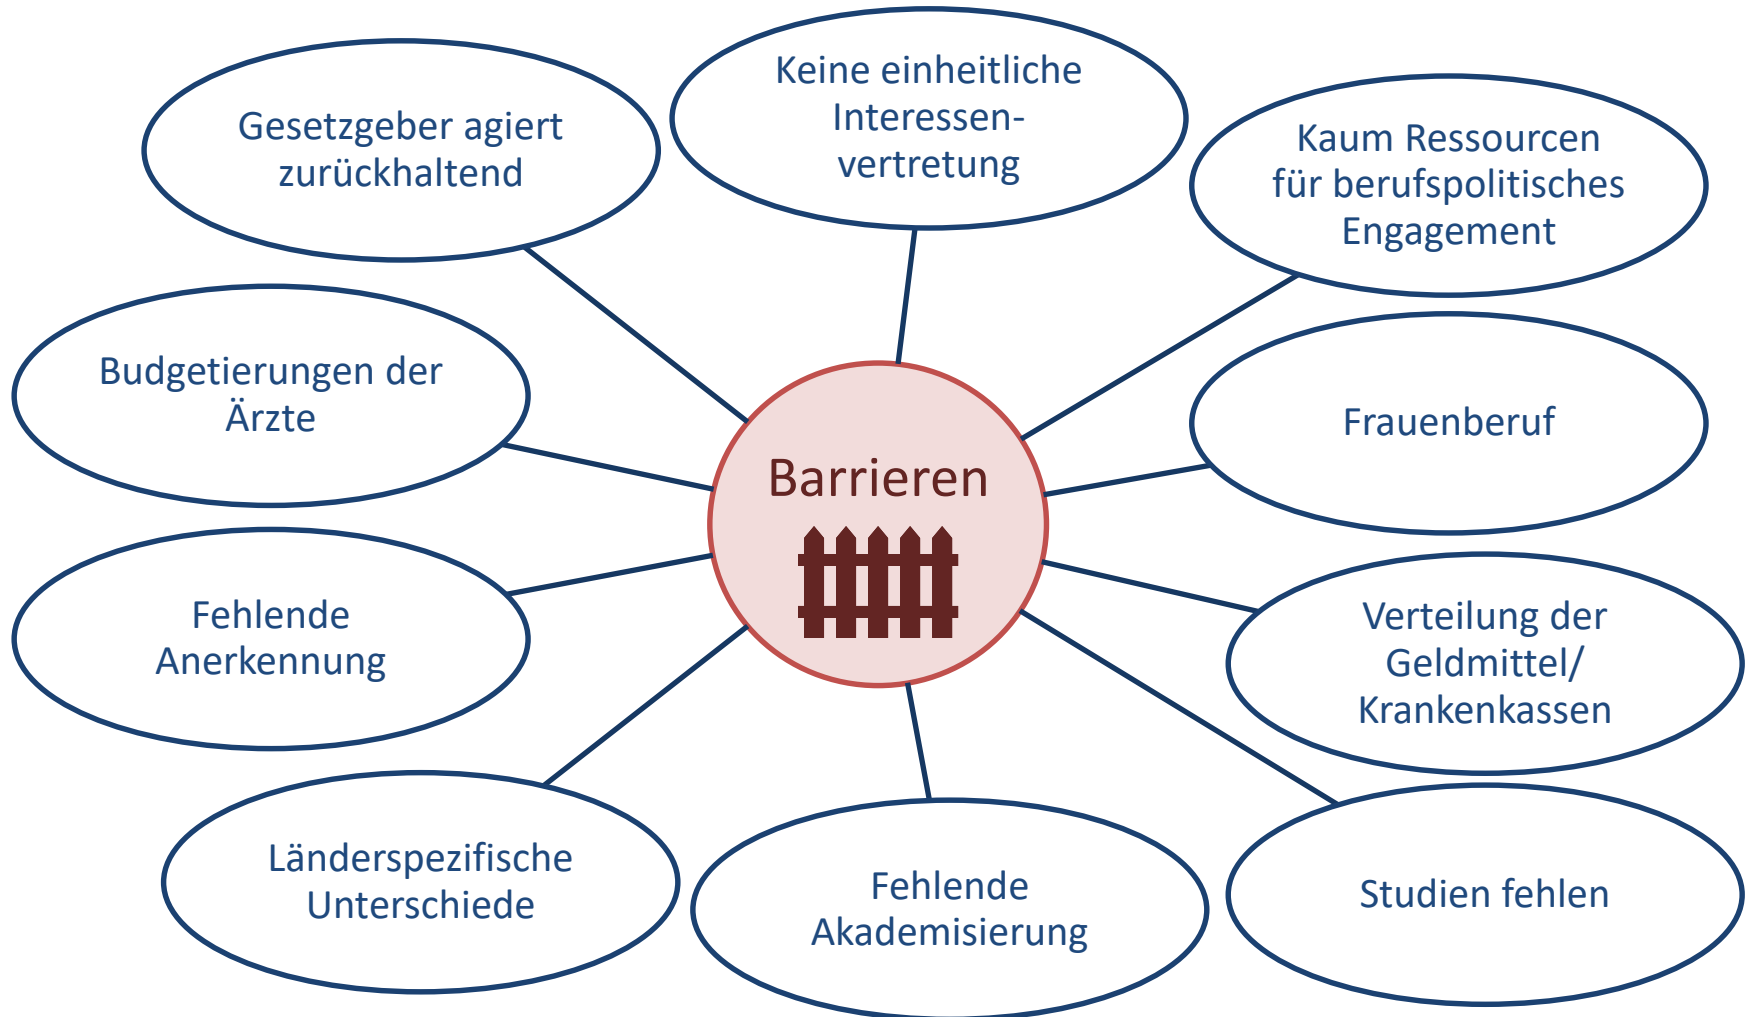 Keine einheitliche
Interessen-
vertretung
Gesetzgeber agiert
zurückhaltend
Kaum Ressourcen
für berufspolitisches
Engagement
Budgetierungen der
Ärzte
Frauenberuf
Barrieren
Fehlende
Anerkennung
Verteilung der
Geldmittel/
Krankenkassen
Länderspezifische
Unterschiede
Fehlende
Akademisierung
Studien fehlen